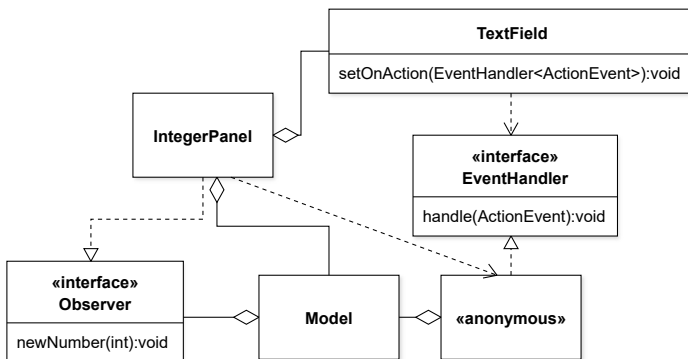 TextField
setOnAction(EventHandler<ActionEvent>):void
IntegerPanel
«interface»
EventHandler
handle(ActionEvent):void
«interface»
Observer
newNumber(int):void
Model
«anonymous»